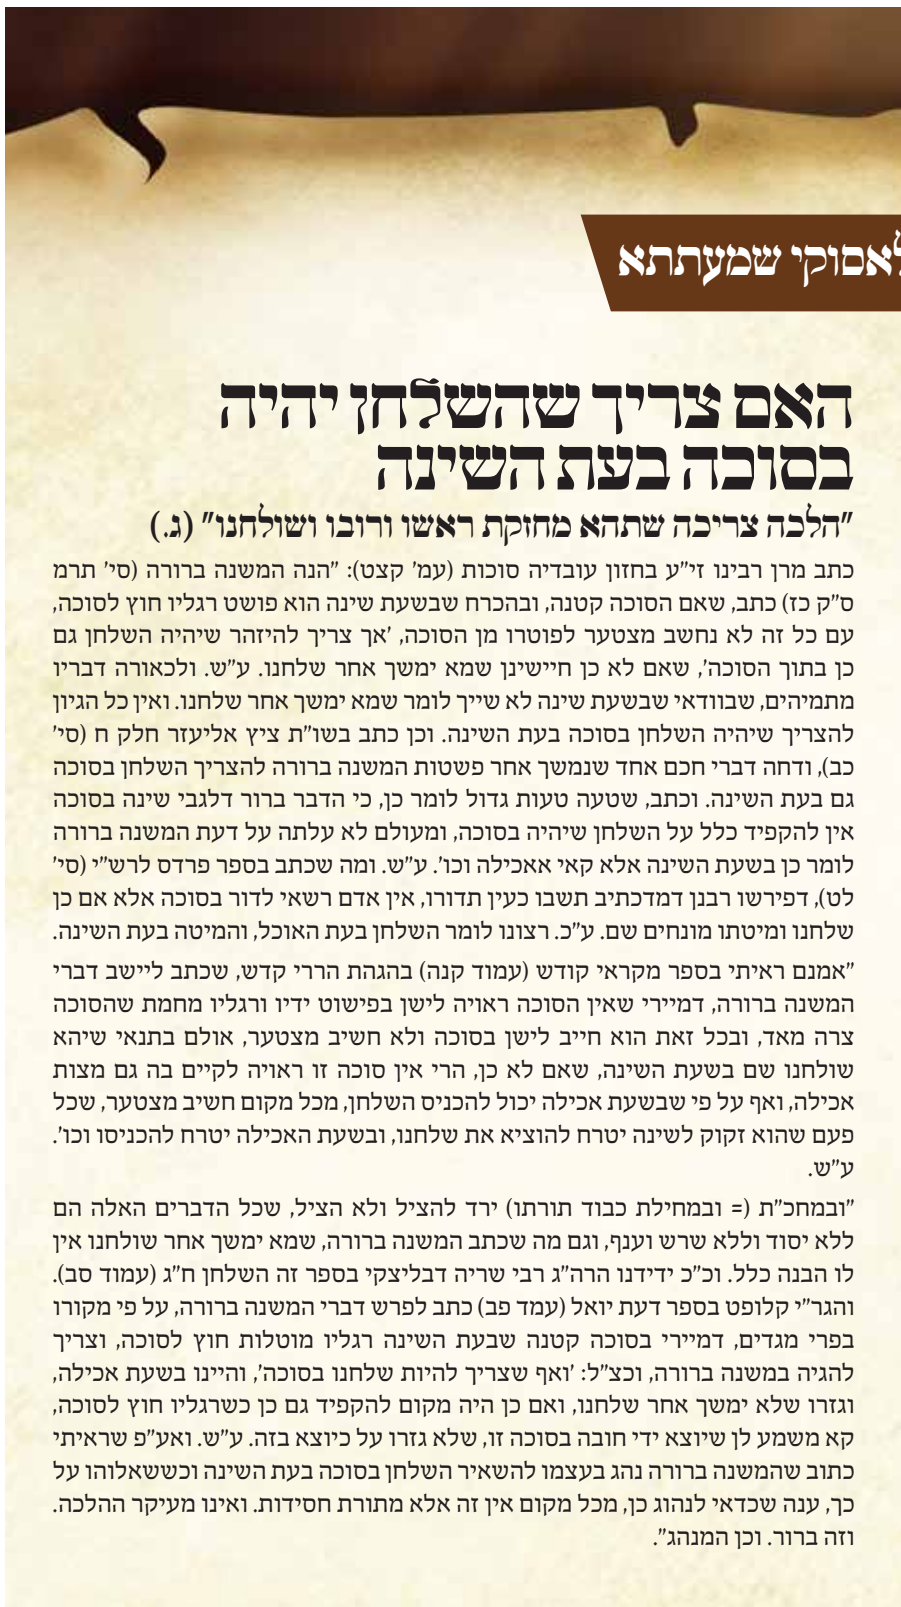 לאסוקי שמעתתא
האם צריך שהשלחן יהיה
בסוכה בעת השינה
"הלכה צריכה שתהא מחזקת ראשו ורובו ושולחנו" (ג.)
כתב מרן רבינו זי"ע בחזון עובדיה סוכות (עמ' קצט): "הנה המשנה ברורה (סי' תרמ
ס"ק כז) כתב, שאם הסוכה קטנה, ובהכרח שבשעת שינה הוא פושט רגליו חוץ לסוכה,
עם כל זה לא נחשב מצטער לפוטרו מן הסוכה, 'אך צריך להיזהר שיהיה השלחן גם
כן בתוך הסוכה', שאם לא כן חיישינן שמא ימשך אחר שלחנו. ע"ש. ולכאורה דבריו
מתמיהים, שבוודאי שבשעת שינה לא שייך לומר שמא ימשך אחר שלחנו. ואין כל הגיון
להצריך שיהיה השלחן בסוכה בעת השינה. וכן כתב בשו"ת ציץ אליעזר חלק ח (סי'
כב), ודחה דברי חכם אחד שנמשך אחר פשטות המשנה ברורה להצריך השלחן בסוכה
גם בעת השינה. וכתב, שטעה טעות גדול לומר כן, כי הדבר ברור דלגבי שינה בסוכה
אין להקפיד כלל על השלחן שיהיה בסוכה, ומעולם לא עלתה על דעת המשנה ברורה
לומר כן בשעת השינה אלא קאי אאכילה וכו'. ע"ש. ומה שכתב בספר פרדס לרש"י (סי'
לט), דפירשו רבנן דמדכתיב תשבו כעין תדורו, אין אדם רשאי לדור בסוכה אלא אם כן
שלחנו ומיטתו מונחים שם. ע"כ. רצונו לומר השלחן בעת האוכל, והמיטה בעת השינה.
"אמנם ראיתי בספר מקראי קודש (עמוד קנה) בהגהת הררי קדש, שכתב ליישב דברי
המשנה ברורה, דמיירי שאין הסוכה ראויה לישן בפישוט ידיו ורגליו מחמת שהסוכה
צרה מאד, ובכל זאת הוא חייב לישן בסוכה ולא חשיב מצטער, אולם בתנאי שיהא
שולחנו שם בשעת השינה, שאם לא כן, הרי אין סוכה זו ראויה לקיים בה גם מצות
אכילה, ואף על פי שבשעת אכילה יכול להכניס השלחן, מכל מקום חשיב מצטער, שכל
פעם שהוא זקוק לשינה יטרח להוציא את שלחנו, ובשעת האכילה יטרח להכניסו וכו'.
ע"ש.
"ובמחכ"ת (= ובמחילת כבוד תורתו) ירד להציל ולא הציל, שכל הדברים האלה הם
ללא יסוד וללא שרש וענף, וגם מה שכתב המשנה ברורה, שמא ימשך אחר שולחנו אין
לו הבנה כלל. וכ"כ ידידנו הרה"ג רבי שריה דבליצקי בספר זה השלחן ח"ג (עמוד סב).
והגר"י קלופט בספר דעת יואל (עמד פב) כתב לפרש דברי המשנה ברורה, על פי מקורו
בפרי מגדים, דמיירי בסוכה קטנה שבעת השינה רגליו מוטלות חוץ לסוכה, וצריך
להגיה במשנה ברורה, וכצ"ל: 'ואף שצריך להיות שלחנו בסוכה', והיינו בשעת אכילה,
וגזרו שלא ימשך אחר שלחנו, ואם כן היה מקום להקפיד גם כן כשרגליו חוץ לסוכה,
קא משמע לן שיוצא ידי חובה בסוכה זו, שלא גזרו על כיוצא בזה. ע"ש. ואע"פ שראיתי
כתוב שהמשנה ברורה נהג בעצמו להשאיר השלחן בסוכה בעת השינה וכששאלוהו על
כך, ענה שכדאי לנהוג כן, מכל מקום אין זה אלא מתורת חסידות. ואינו מעיקר ההלכה.
וזה ברור. וכן המנהג".